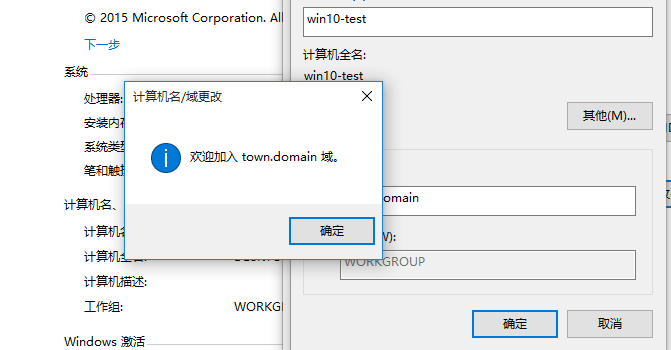 © 2015 Microsoft Corporation. All
下一步
系统
处理器:
安装内存
系统类型
笔和触摸
计算机名、
计算机名
计算机全名:
计算机描述:
工作组:
WORKGR
Windows 激活
win10-test
计算机全名:
win10-test
其他(M)...
omain
W):
WORKGROUP
确定
取消
计算机名/域更改
欢迎加入 town.domain 域。
确定